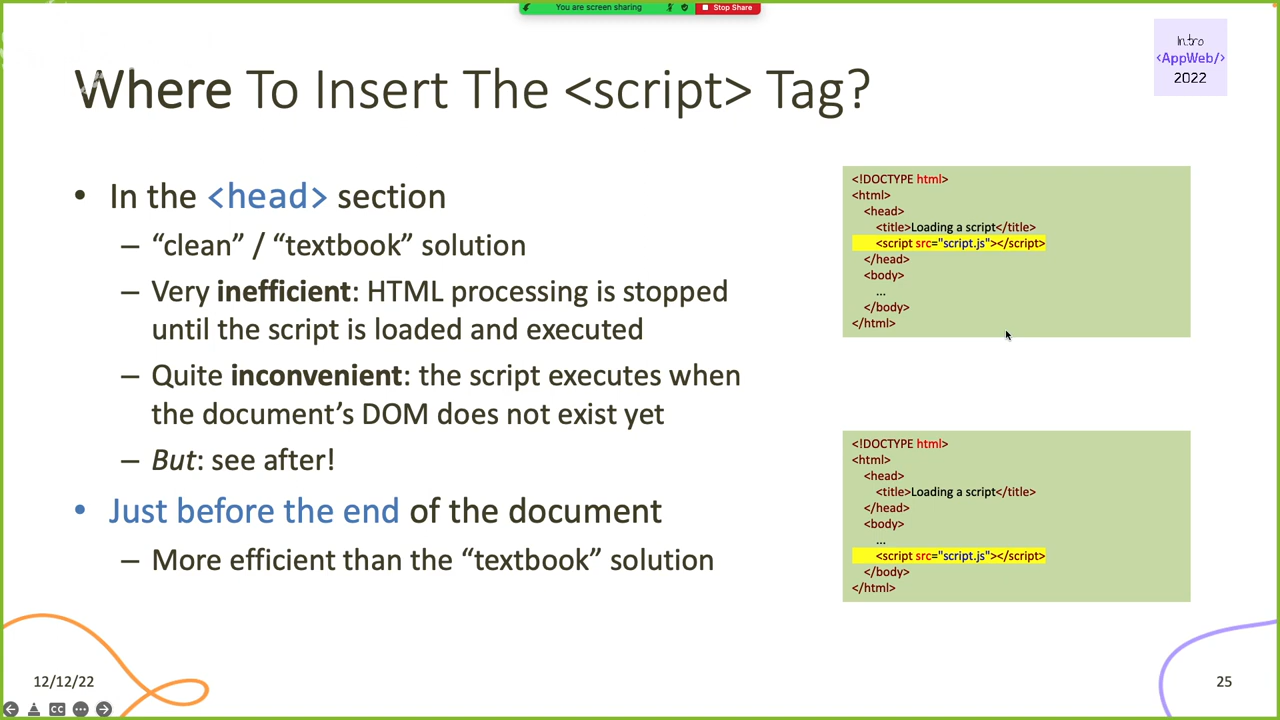 You are screen sharing
Stop Share
Intro
<AppWeb/>
2022
Where To Insert The <script> Tag?
• In the <head> section
– “clean” / “textbook” solution
– Very inefficient: HTML processing is stopped
until the script is loaded and executed
– Quite inconvenient: the script executes when
the document’s DOM does not exist yet
– But: see after!
• Just before the end of the document
– More efficient than the “textbook” solution
<!DOCTYPE html>
<html>
<head>
<title>Loading a script</title>
<script src="script.js"></script>
</head>
<body>
...
</body>
</html>
<!DOCTYPE html>
<html>
<head>
<title>Loading a script</title>
</head>
<body>
...
<script src="script.js"></script>
</body>
</html>
12/12/22
25
CC